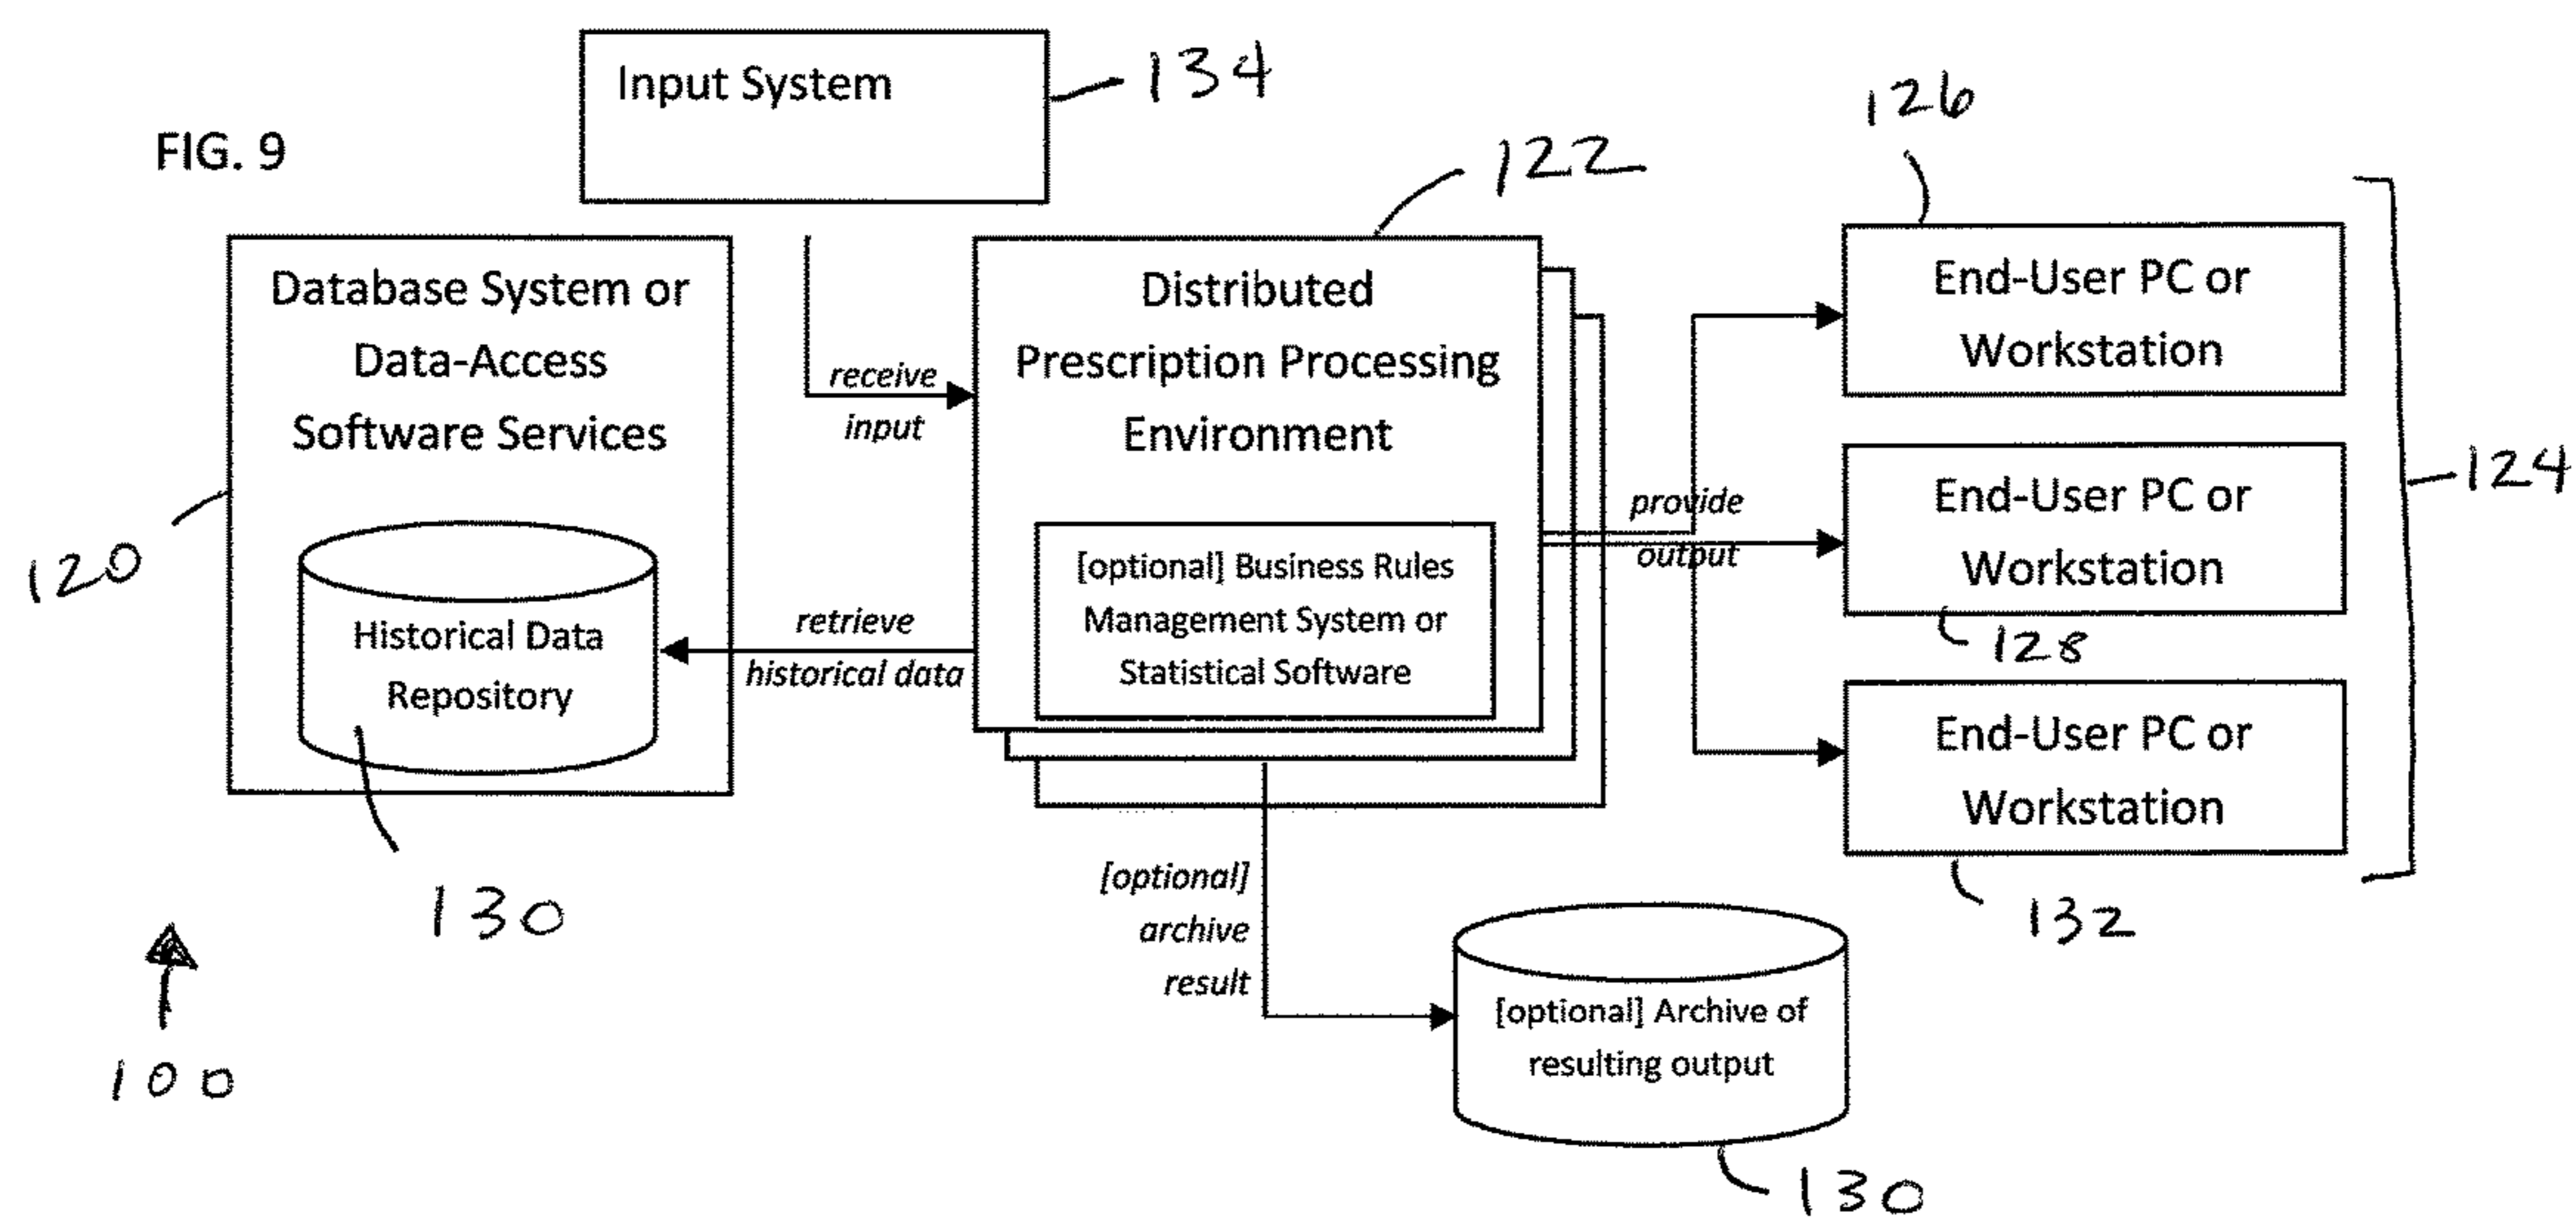 Input System
134
FIG. 9
122
126
Database System or
Data-Access
Software Services
120
Historical Data
Repository
130
100
receive
input
retrieve
historical data
Distributed
Prescription Processing
Environment
[optional] Business Rules
Management System or
Statistical Software
provide
output
End-User PC or
Workstation
End-User PC or
Workstation
128
End-User PC or
Workstation
132
124
[optional]
archive
result
[optional] Archive of
resulting output
130